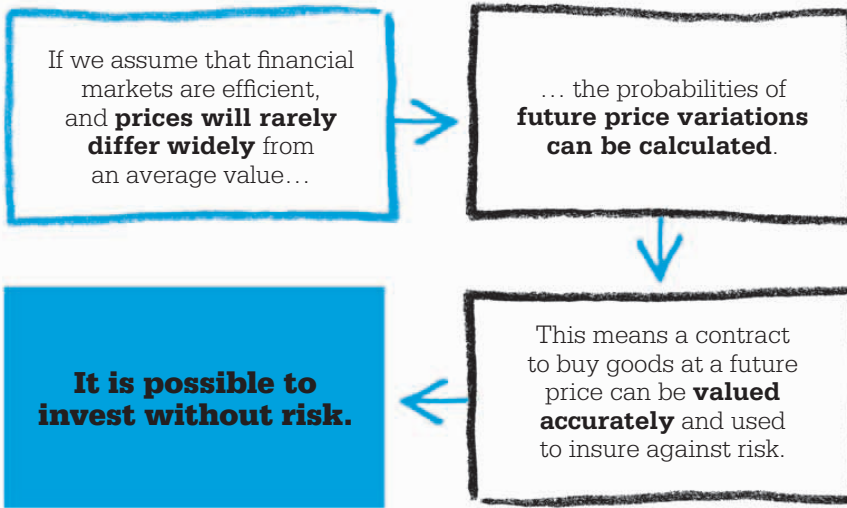 If we assume that financial
markets are efficient,
and prices will rarely
differ widely from
an average value…
… the probabilities of
future price variations
can be calculated.
This means a contract
to buy goods at a future
price can be valued
accurately and used
to insure against risk.
It is possible to
invest without risk.